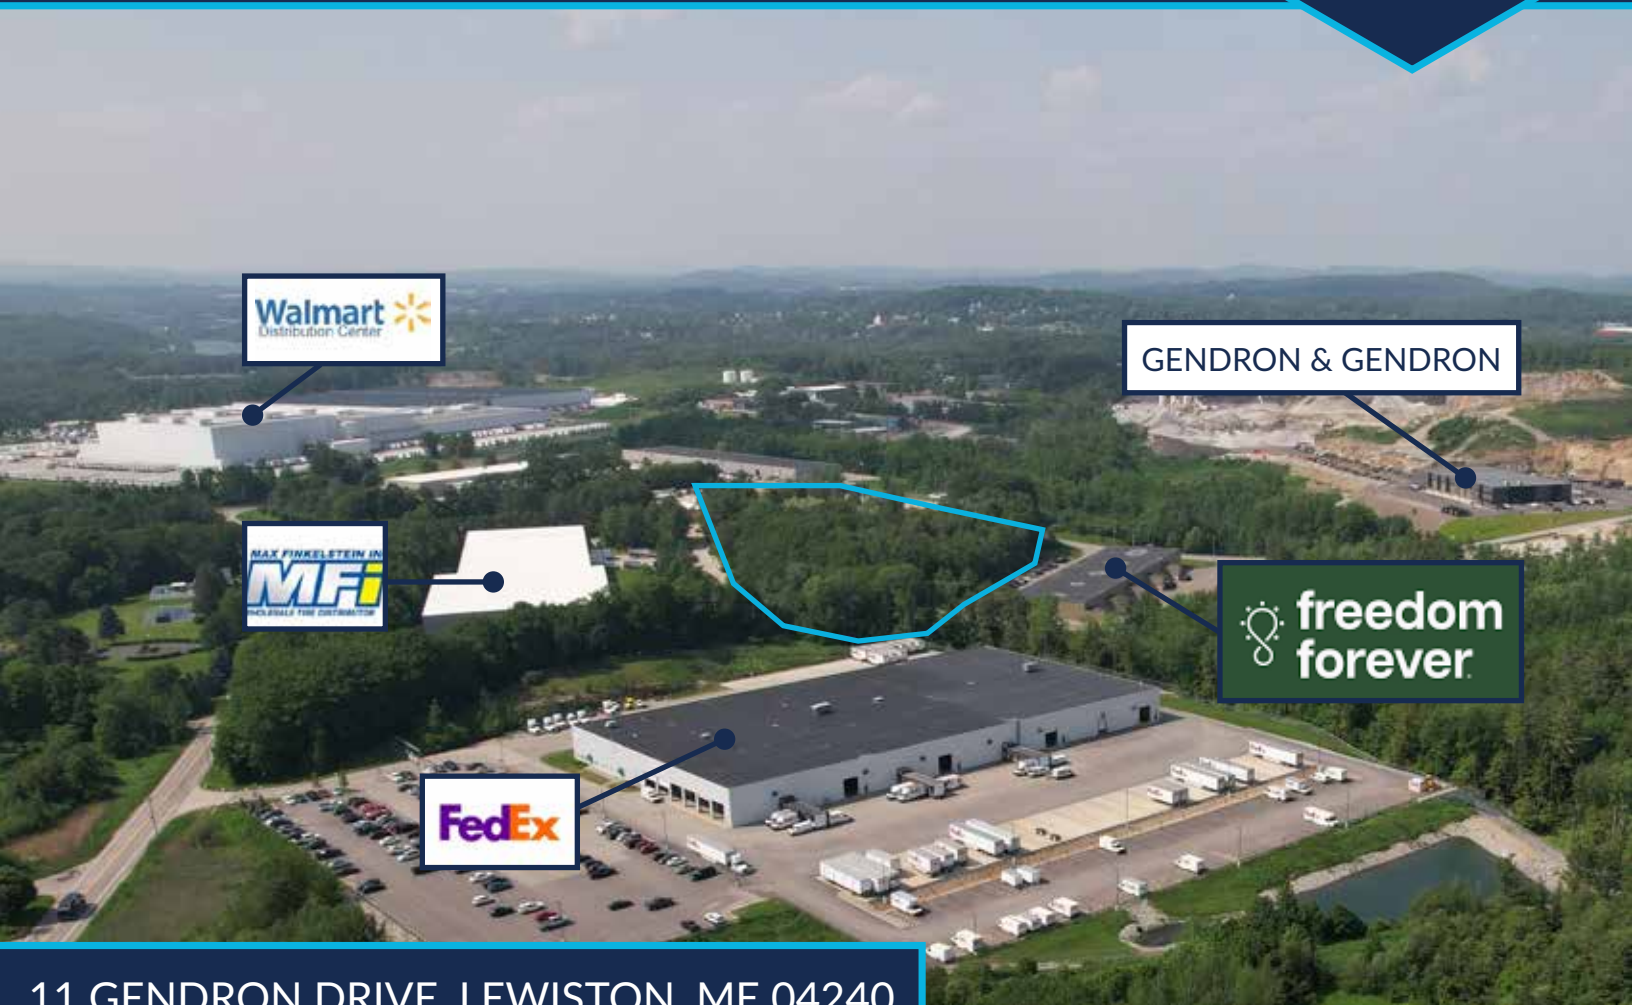 Walmart
Distribution Center
GENDRON & GENDRON
MAX FINKELSTEIN IN
MFi
WHOLESALE TIRE DISTRIBUTOR
freedom
forever
FedEx
11 GENDRON DRIVE, LEWISTON, ME 04240